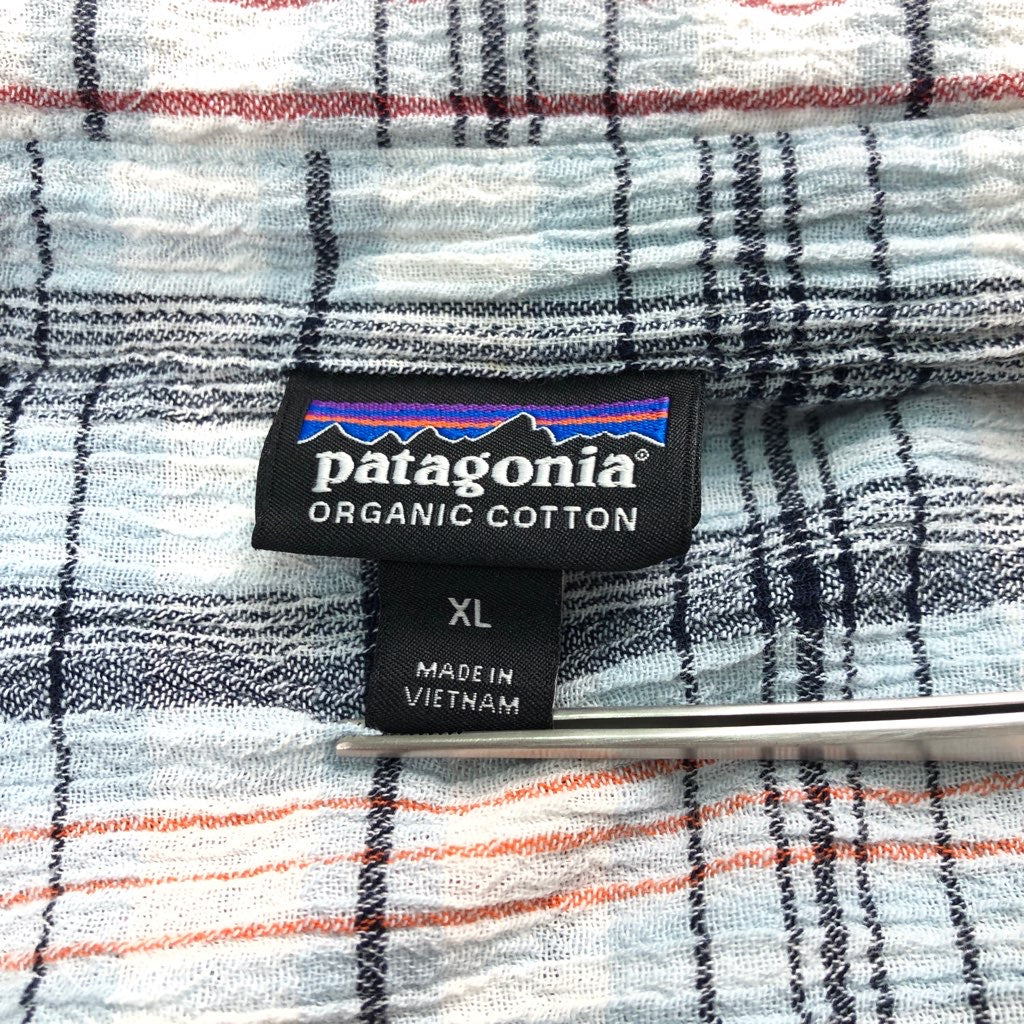 patagonia®
ORGANIC COTTON
XL
MADE IN
VIETNAM